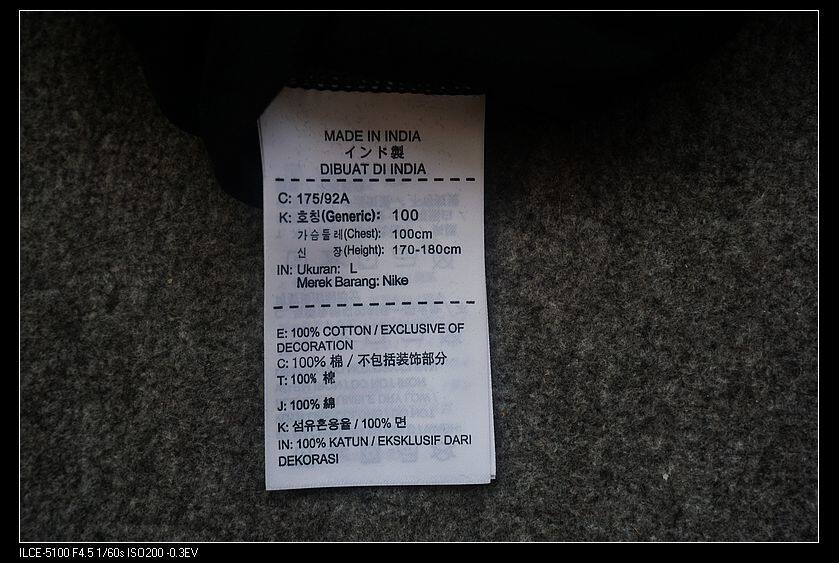 MADE IN INDIA
インド製
DIBUAT DI INDIA
C: 175/92A
K: 호칭(Generic): 100
가슴둘레(Chest): 100cm
신 장(Height): 170-180cm
IN: Ukuran: L
Merek Barang: Nike
E: 100% COTTON / EXCLUSIVE OF
DECORATION
C: 100% 棉 / 不包括装饰部分
T: 100% 棉
J: 100% 綿
K: 섬유혼용율 / 100% 면
IN: 100% KATUN / EKSKLUSIF DARI
DEKORASI
ILCE-5100 F4.5 1/60s ISO200 -0.3EV